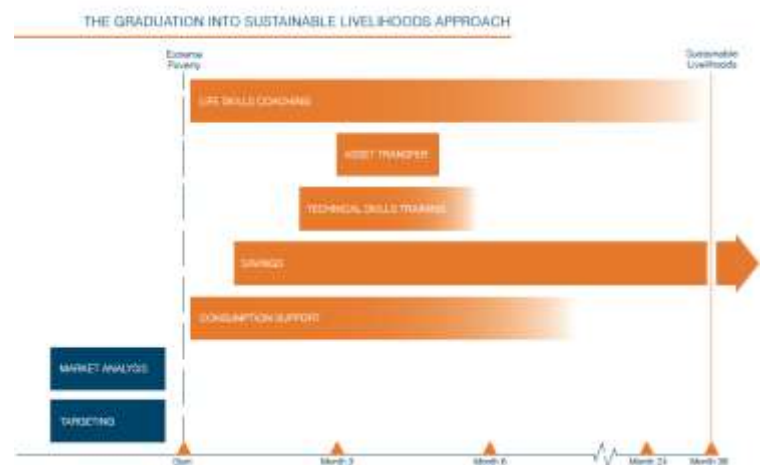 THE GRADUATION INTO SUSTAINABLE LIVELIHOODS APPROACH
Extreme
Poverty
Sustainable
Livelihoods
LIFE SKILLS COACHING
ASSET TRANSFER
TECHNICAL SKILLS TRAINING
SAVINGS
CONSUMPTION SUPPORT
MARKET ANALYSIS
TARGETING
Start
Month 3
Month 6
Month 24
Month 36